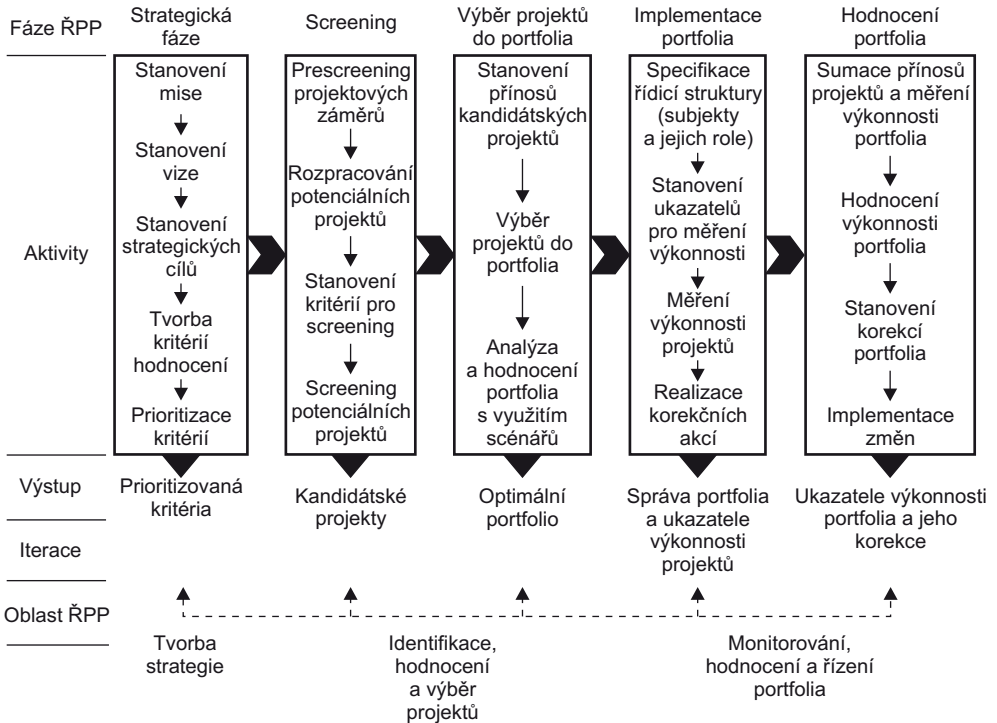 Fáze ŘPP
Strategická
fáze
Screening
Výběr projektů
do portfolia
Implementace
portfolia
Hodnocení
portfolia
Aktivity
Stanovení
mise
Stanovení
vize
Stanovení
strategických
cílů
Tvorba
kritérií
hodnocení
Prioritizace
kritérií
Prescreening
projektových
záměrů
Rozpracování
potenciálních
projektů
Stanovení
kritérií pro
screening
Screening
potenciálních
projektů
Stanovení
přínosů
kandidátských
projektů
Výběr
projektů do
portfolia
Analýza
a hodnocení
portfolia
s využitím
scénářů
Specifikace
řídicí struktury
(subjekty
a jejich role)
Stanovení
ukazatelů
pro měření
výkonnosti
Měření
výkonnosti
projektů
Realizace
korekčních
akcí
Sumace přínosů
projektů a měření
výkonnosti
portfolia
Hodnocení
výkonnosti
portfolia
Stanovení
korekcí
portfolia
Implementace
změn
Výstup
Prioritizovaná
kritéria
Kandidátské
projekty
Optimální
portfolio
Správa portfolia
a ukazatele
výkonnosti
projektů
Ukazatele výkonnosti
portfolia a jeho
korekce
Iterace
Oblast ŘPP
Tvorba
strategie
Identifikace,
hodnocení
a výběr
projektů
Monitorování,
hodnocení a řízení
portfolia